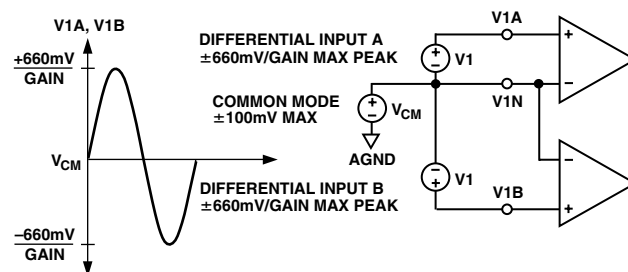 V1A, V1B
+660mV
GAIN
V_CM
–660mV
GAIN
DIFFERENTIAL INPUT A
±660mV/GAIN MAX PEAK
COMMON MODE
±100mV MAX
DIFFERENTIAL INPUT B
±660mV/GAIN MAX PEAK
V1
V_CM
AGND
V1
V1A
V1N
V1B
+
–
+
–
–
+
+
–
–
+